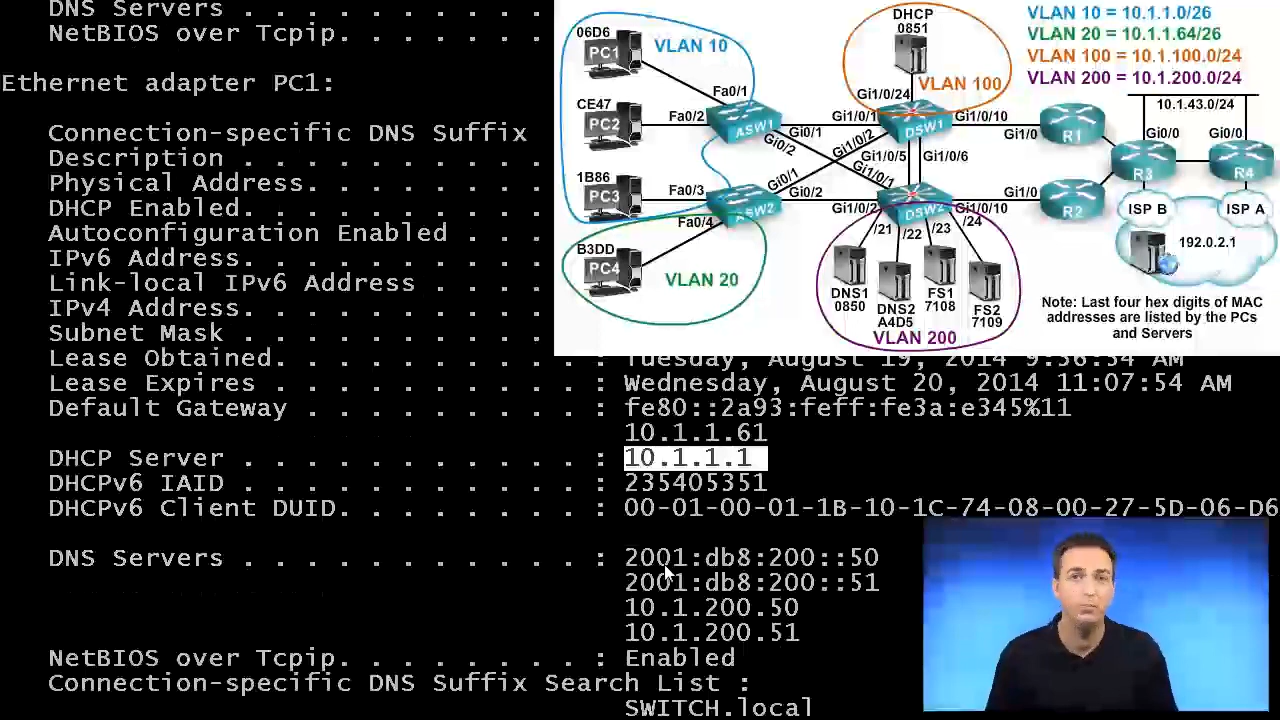 DNS Servers . . . . . . . . . .
NetBIOS over Tcpip. . . . . . .
Ethernet adapter PC1:
Connection-specific DNS Suffix
Description . . . . . . . . . .
Physical Address. . . . . . . .
DHCP Enabled. . . . . . . . . .
Autoconfiguration Enabled . . .
IPv6 Address. . . . . . . . . .
Link-local IPv6 Address . . . .
IPv4 Address. . . . . . . . . .
Subnet Mask . . . . . . . . . .
Lease Obtained. . . . . . . . . . : Tuesday, August 19, 2014 9:56:54 AM
Lease Expires . . . . . . . . . . : Wednesday, August 20, 2014 11:07:54 AM
Default Gateway . . . . . . . . . : fe80::2a93:feff:fe3a:e345%11
10.1.1.61
DHCP Server . . . . . . . . . . . : 10.1.1.1
DHCPv6 IAID . . . . . . . . . . . : 235405351
DHCPv6 Client DUID. . . . . . . . : 00-01-00-01-1B-10-1C-74-08-00-27-5D-06-D6
DNS Servers . . . . . . . . . . . : 2001:db8:200::50
2001:db8:200::51
10.1.200.50
10.1.200.51
NetBIOS over Tcpip. . . . . . . . : Enabled
Connection-specific DNS Suffix Search List :
SWITCH.local
VLAN 10 = 10.1.1.0/26
VLAN 20 = 10.1.1.64/26
VLAN 100 = 10.1.100.0/24
VLAN 200 = 10.1.200.0/24
06D6
PC1
VLAN 10
Fa0/1
CE47
PC2
Fa0/2
ASW1
Gi0/1
Gi0/2
1B86
PC3
Fa0/3
ASW2
Gi0/1
Gi0/2
Fa0/4
B3DD
PC4
VLAN 20
DHCP
0851
VLAN 100
Gi1/0/24
Gi1/0/1
Gi1/0/2
DSW1
Gi1/0/10
Gi1/0/5
Gi1/0/6
Gi1/0/1
Gi1/0/2
DSW2
Gi1/0/10
/21
/22
/23
/24
DNS1
0850
DNS2
A4D5
FS1
7108
FS2
7109
VLAN 200
Gi1/0
R1
Gi1/0
R2
10.1.43.0/24
Gi0/0
Gi0/0
R3
R4
ISP B
ISP A
192.0.2.1
Note: Last four hex digits of MAC
addresses are listed by the PCs
and Servers